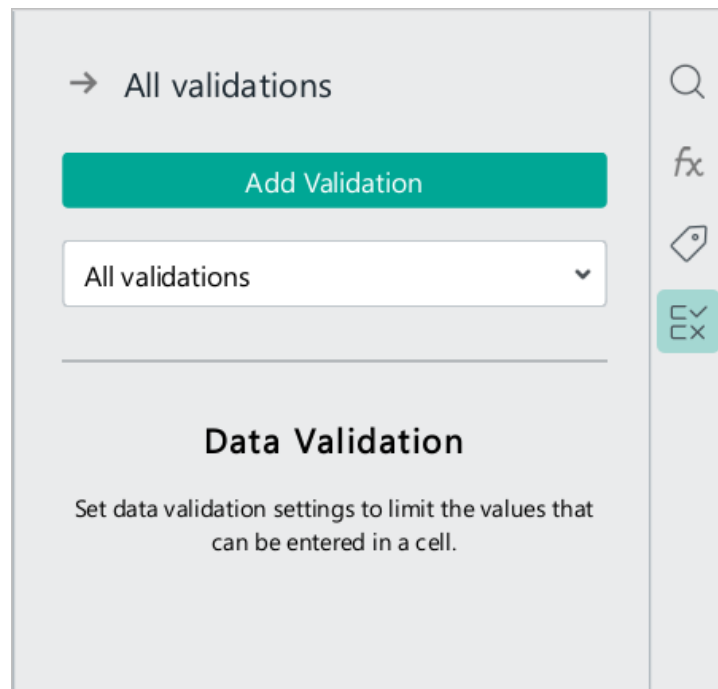 All validations
Add Validation
All validations
Data Validation
Set data validation settings to limit the values that
can be entered in a cell.
fx